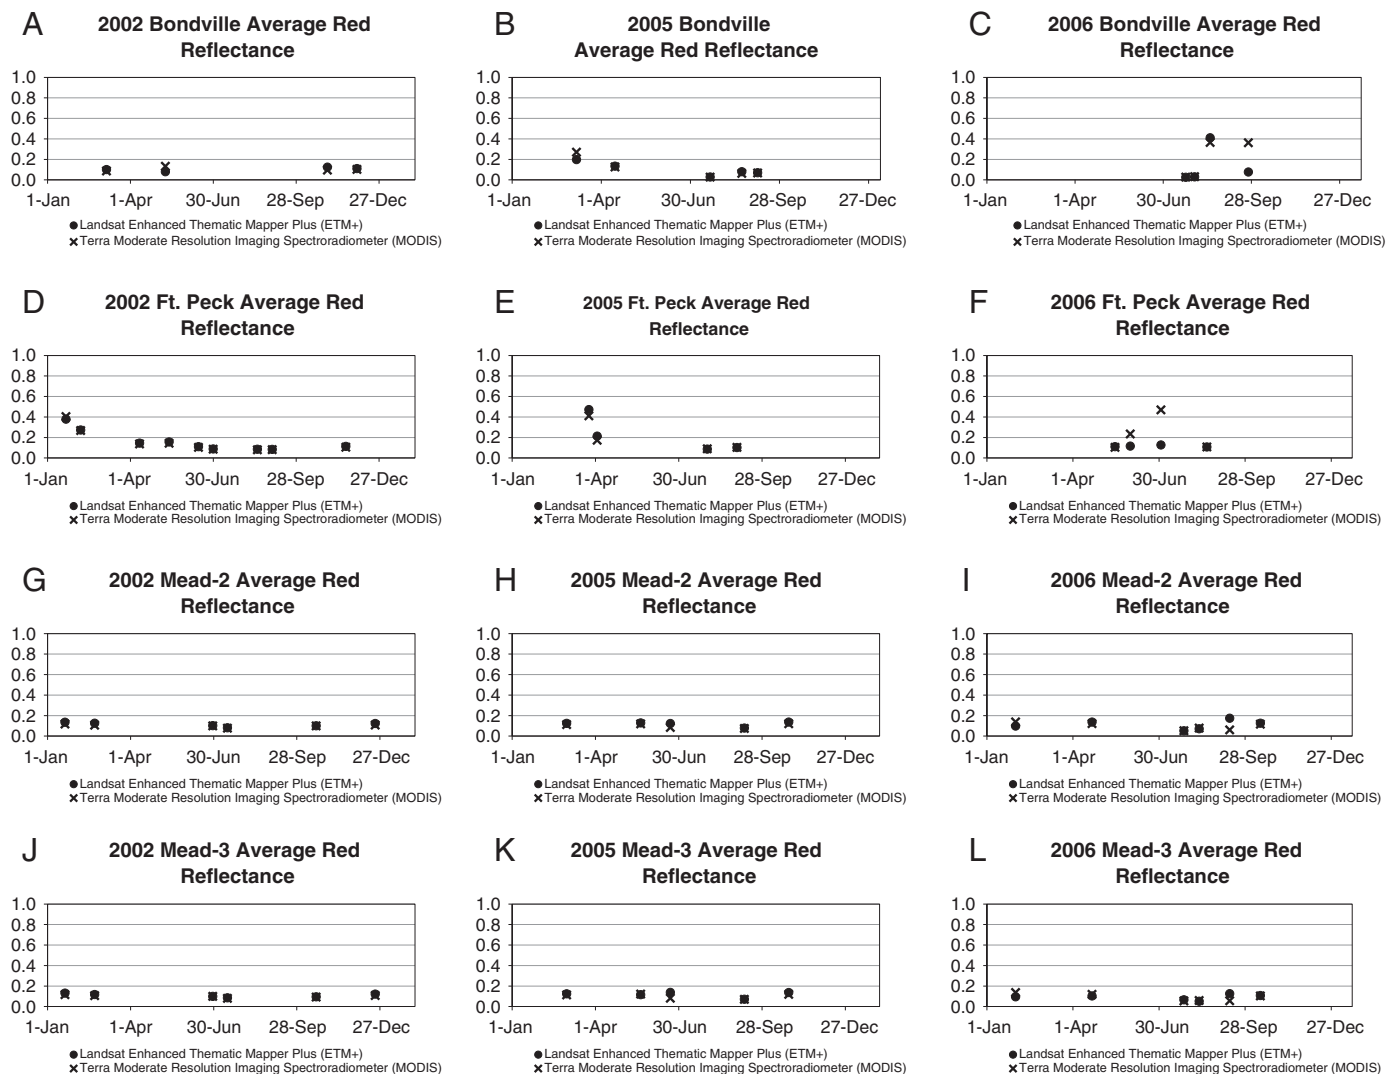 A
2002 Bondville Average Red
Reflectance
1.0
0.8
0.6
0.4
0.2
0.0
1-Jan 1-Apr 30-Jun 28-Sep 27-Dec
Landsat Enhanced Thematic Mapper Plus (ETM+)
Terra Moderate Resolution Imaging Spectroradiometer (MODIS)
B
2005 Bondville
Average Red Reflectance
1.0
0.8
0.6
0.4
0.2
0.0
1-Jan 1-Apr 30-Jun 28-Sep 27-Dec
Landsat Enhanced Thematic Mapper Plus (ETM+)
Terra Moderate Resolution Imaging Spectroradiometer (MODIS)
C
2006 Bondville Average Red
Reflectance
1.0
0.8
0.6
0.4
0.2
0.0
1-Jan 1-Apr 30-Jun 28-Sep 27-Dec
Landsat Enhanced Thematic Mapper Plus (ETM+)
Terra Moderate Resolution Imaging Spectroradiometer (MODIS)
D
2002 Ft. Peck Average Red
Reflectance
1.0
0.8
0.6
0.4
0.2
0.0
1-Jan 1-Apr 30-Jun 28-Sep 27-Dec
Landsat Enhanced Thematic Mapper Plus (ETM+)
Terra Moderate Resolution Imaging Spectroradiometer (MODIS)
E
2005 Ft. Peck Average Red
Reflectance
1.0
0.8
0.6
0.4
0.2
0.0
1-Jan 1-Apr 30-Jun 28-Sep 27-Dec
Landsat Enhanced Thematic Mapper Plus (ETM+)
Terra Moderate Resolution Imaging Spectroradiometer (MODIS)
F
2006 Ft. Peck Average Red
Reflectance
1.0
0.8
0.6
0.4
0.2
0.0
1-Jan 1-Apr 30-Jun 28-Sep 27-Dec
Landsat Enhanced Thematic Mapper Plus (ETM+)
Terra Moderate Resolution Imaging Spectroradiometer (MODIS)
G
2002 Mead-2 Average Red
Reflectance
1.0
0.8
0.6
0.4
0.2
0.0
1-Jan 1-Apr 30-Jun 28-Sep 27-Dec
Landsat Enhanced Thematic Mapper Plus (ETM+)
Terra Moderate Resolution Imaging Spectroradiometer (MODIS)
H
2005 Mead-2 Average Red
Reflectance
1.0
0.8
0.6
0.4
0.2
0.0
1-Jan 1-Apr 30-Jun 28-Sep 27-Dec
Landsat Enhanced Thematic Mapper Plus (ETM+)
Terra Moderate Resolution Imaging Spectroradiometer (MODIS)
I
2006 Mead-2 Average Red
Reflectance
1.0
0.8
0.6
0.4
0.2
0.0
1-Jan 1-Apr 30-Jun 28-Sep 27-Dec
Landsat Enhanced Thematic Mapper Plus (ETM+)
Terra Moderate Resolution Imaging Spectroradiometer (MODIS)
J
2002 Mead-3 Average Red
Reflectance
1.0
0.8
0.6
0.4
0.2
0.0
1-Jan 1-Apr 30-Jun 28-Sep 27-Dec
Landsat Enhanced Thematic Mapper Plus (ETM+)
Terra Moderate Resolution Imaging Spectroradiometer (MODIS)
K
2005 Mead-3 Average Red
Reflectance
1.0
0.8
0.6
0.4
0.2
0.0
1-Jan 1-Apr 30-Jun 28-Sep 27-Dec
Landsat Enhanced Thematic Mapper Plus (ETM+)
Terra Moderate Resolution Imaging Spectroradiometer (MODIS)
L
2006 Mead-3 Average Red
Reflectance
1.0
0.8
0.6
0.4
0.2
0.0
1-Jan 1-Apr 30-Jun 28-Sep 27-Dec
Landsat Enhanced Thematic Mapper Plus (ETM+)
Terra Moderate Resolution Imaging Spectroradiometer (MODIS)